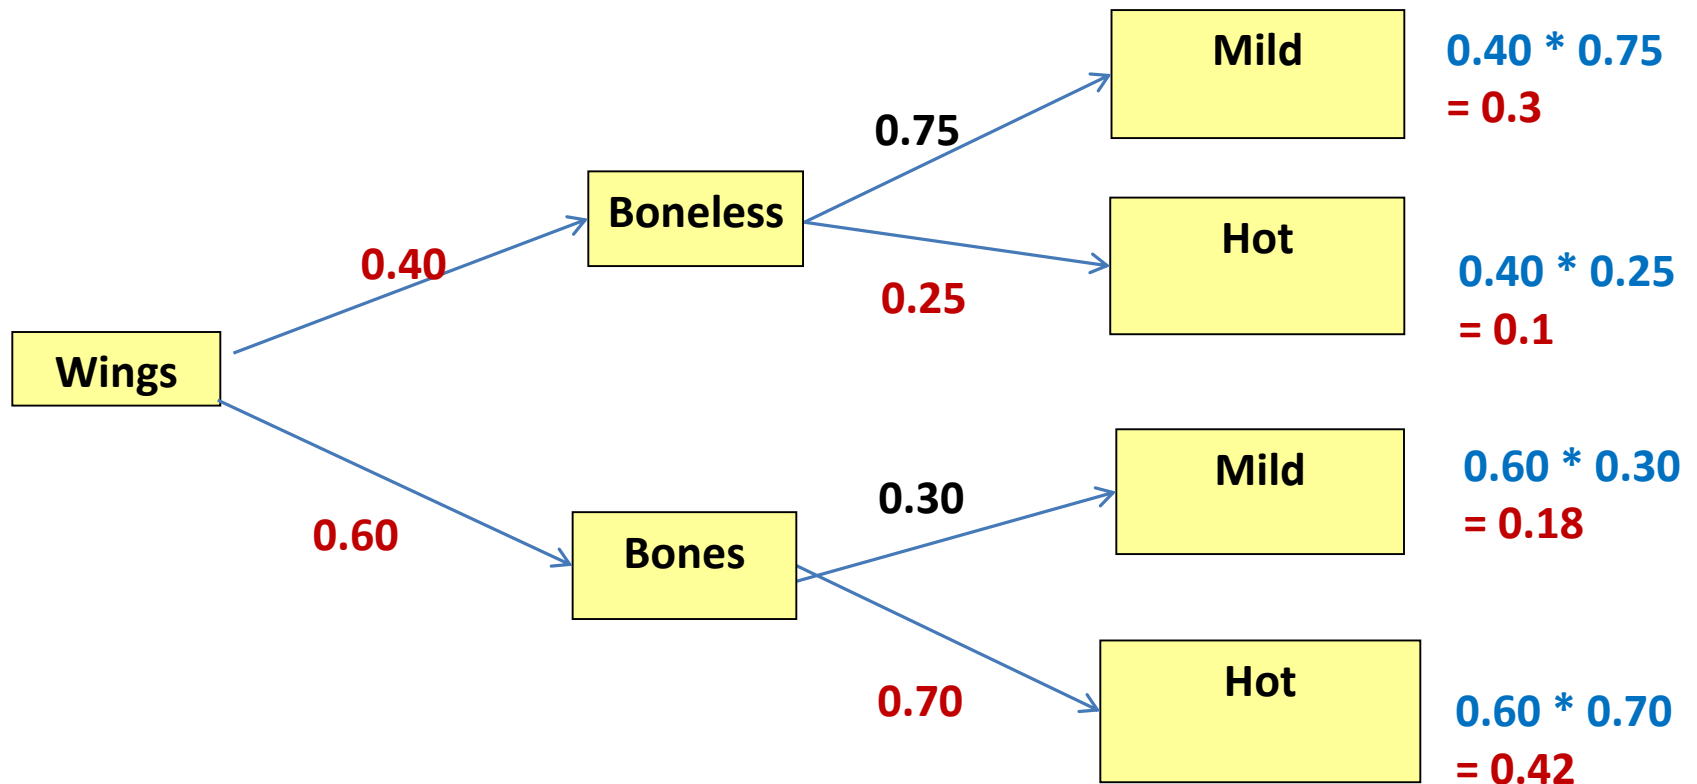 Mild
0.40 * 0.75
= 0.3
0.75
Boneless
Hot
0.40
0.25
0.40 * 0.25
= 0.1
Wings
Mild
0.60 * 0.30
= 0.18
0.30
0.60
Bones
Hot
0.70
0.60 * 0.70
= 0.42